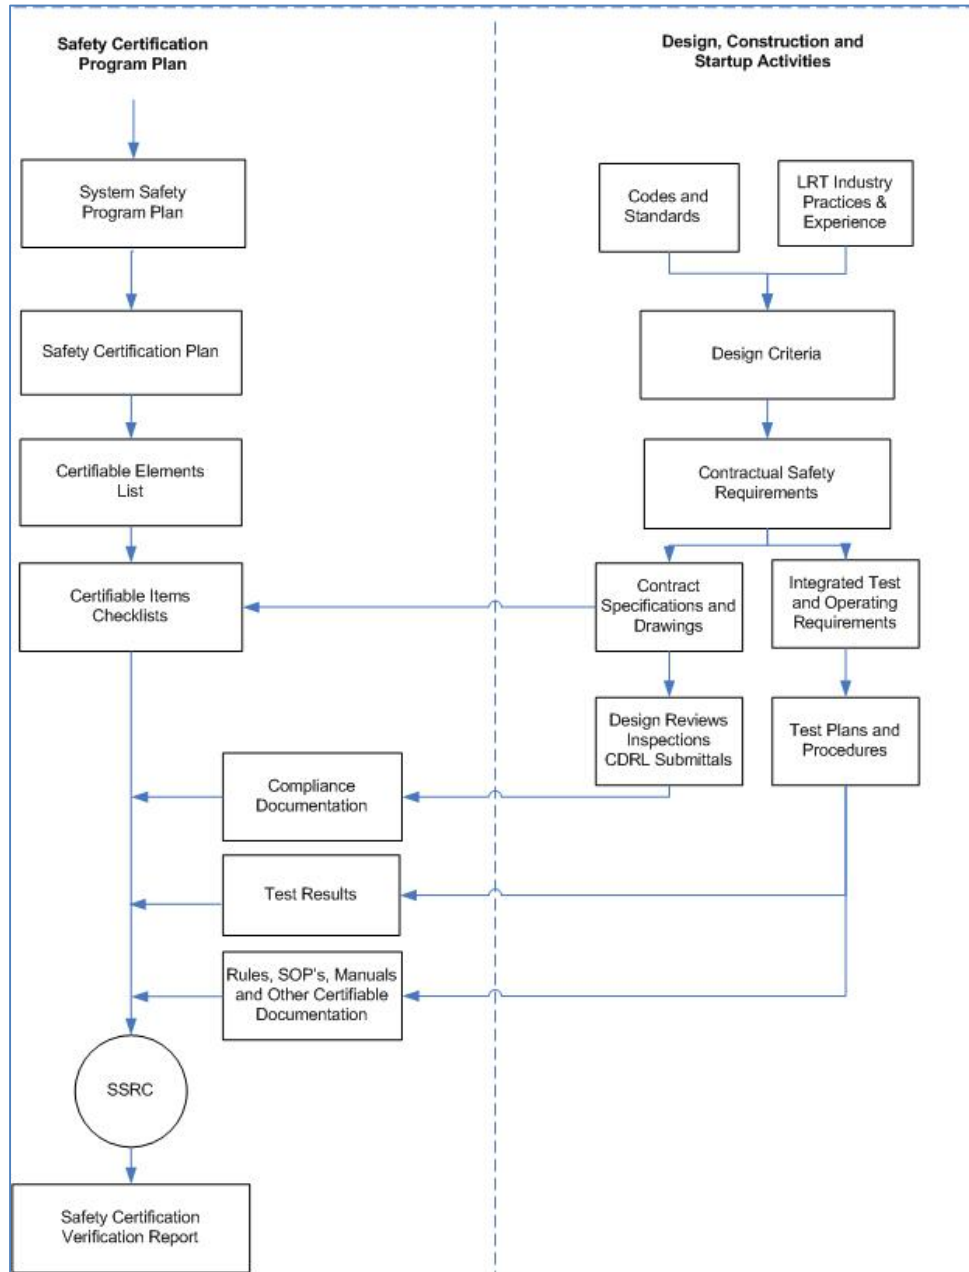 Safety Certification
Program Plan
Design, Construction and
Startup Activities
System Safety
Program Plan
Codes and
Standards
LRT Industry
Practices &
Experience
Safety Certification Plan
Design Criteria
Certifiable Elements
List
Contractual Safety
Requirements
Certifiable Items
Checklists
Contract
Specifications and
Drawings
Integrated Test
and Operating
Requirements
Design Reviews
Inspections
CDRL Submittals
Test Plans and
Procedures
Compliance
Documentation
Test Results
Rules, SOP's, Manuals
and Other Certifiable
Documentation
SSRC
Safety Certification
Verification Report